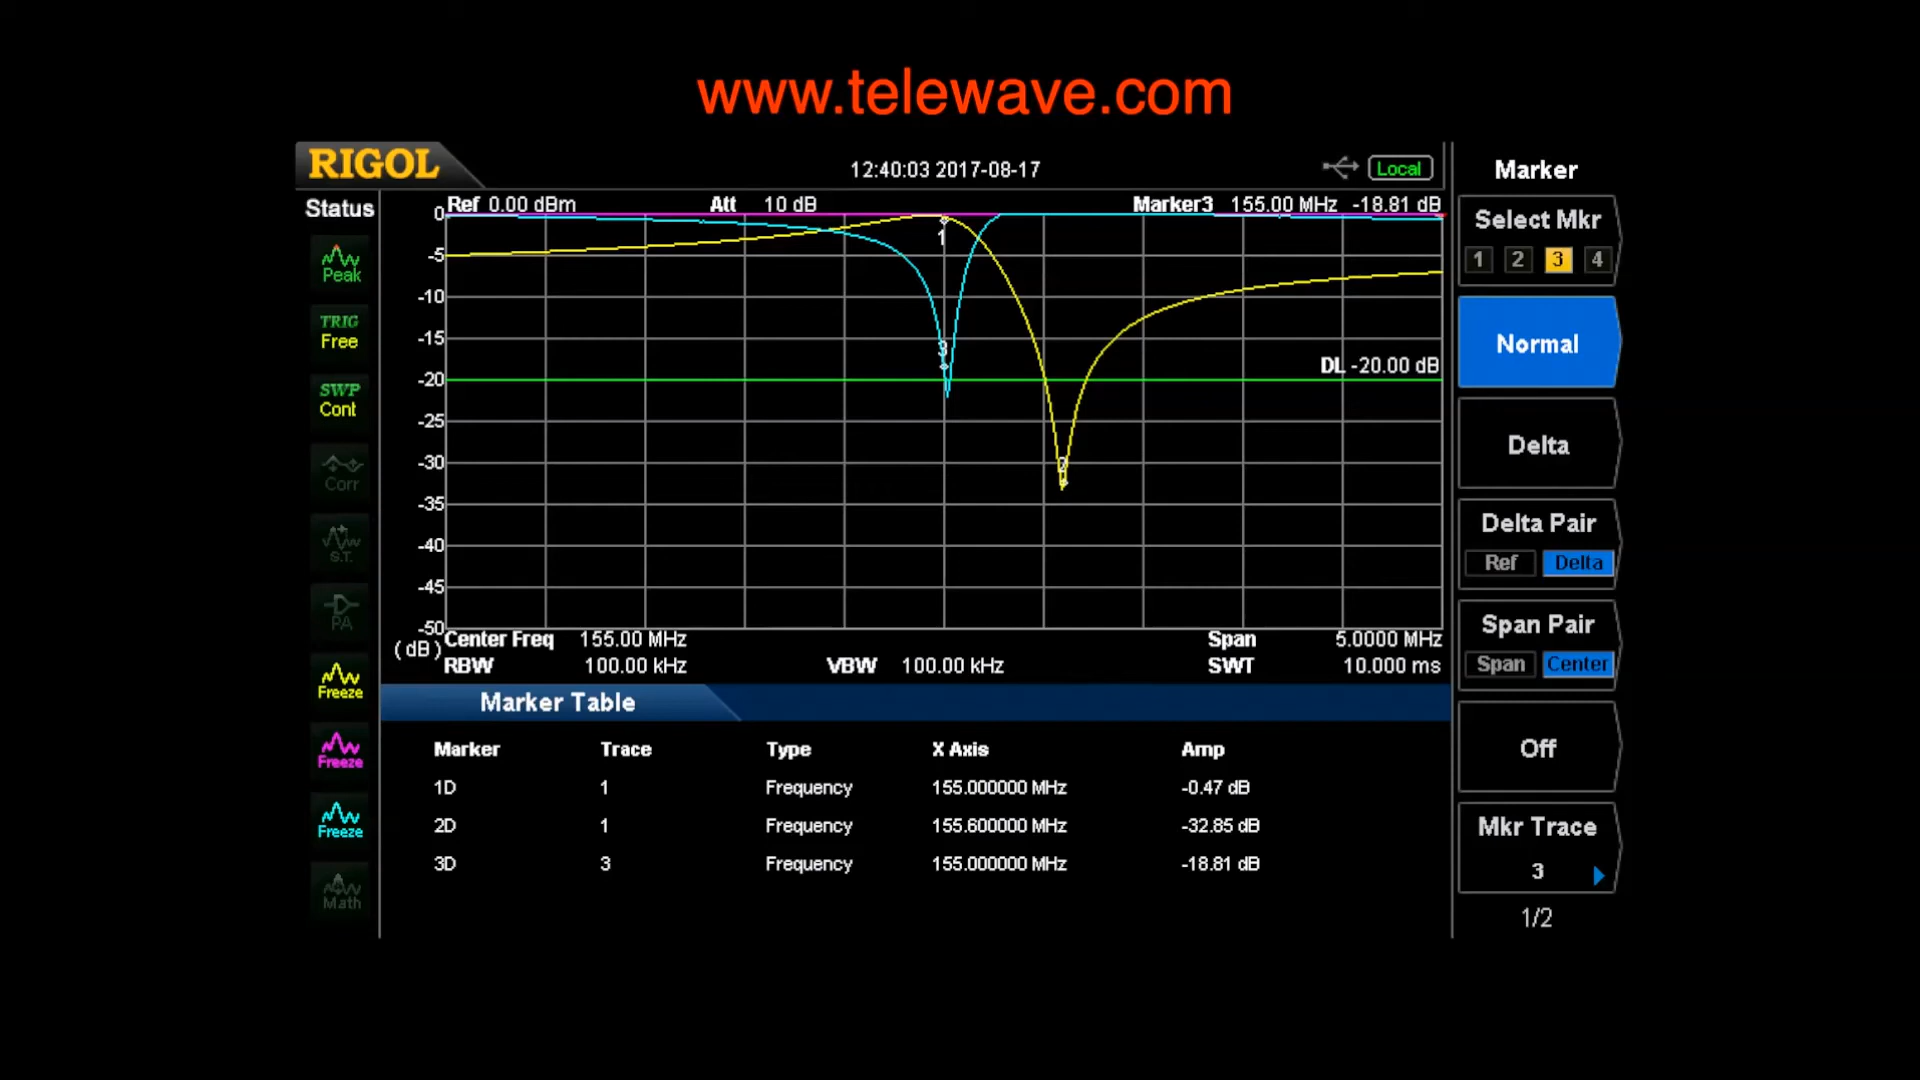 www.telewave.com
RIGOL
12:40:03 2017-08-17
Local
Marker
Status
Ref 0.00 dBm Att 10 dB Marker3 155.00 MHz -18.81 dB
Select Mkr
1 2 3 4
Peak
TRIG
Free
SWP
Cont
Corr
S.T.
PA
Freeze
Freeze
Freeze
Math
0
-5
-10
-15
-20
-25
-30
-35
-40
-45
-50
(dB)
1
3
2
DL -20.00 dB
Normal
Delta
Delta Pair
Ref Delta
Span Pair
Span Center
Off
Mkr Trace
3
1/2
Center Freq 155.00 MHz Span 5.0000 MHz
RBW 100.00 kHz VBW 100.00 kHz SWT 10.000 ms
Marker Table
Marker Trace Type X Axis Amp
1D 1 Frequency 155.000000 MHz -0.47 dB
2D 1 Frequency 155.600000 MHz -32.85 dB
3D 3 Frequency 155.000000 MHz -18.81 dB